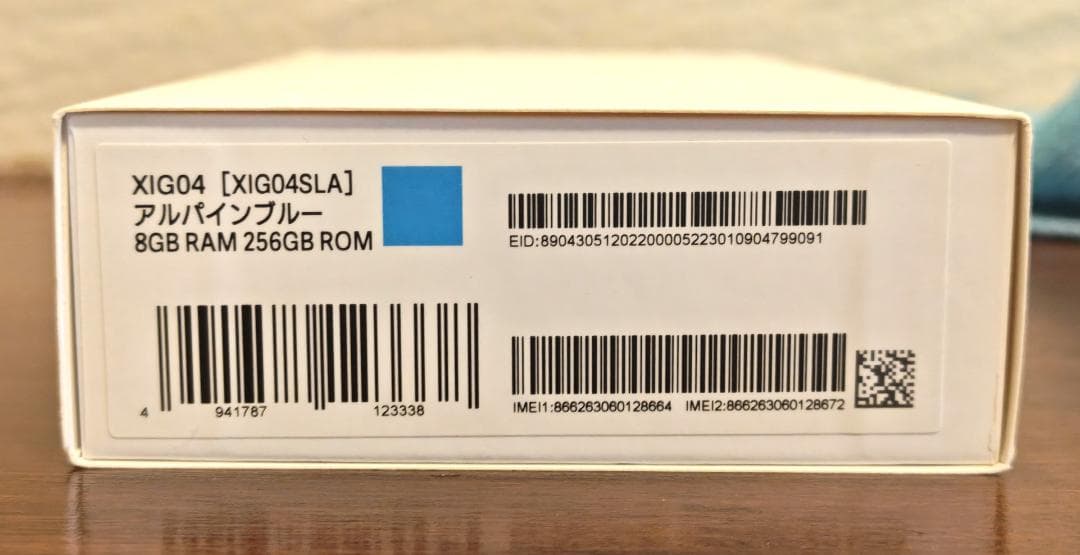 XIG04 [XIG04SLA]
アルパインブルー
8GB RAM 256GB ROM
EID:89043051202200005223010904799091
4 941787 123338
IMEI1:866263060128664 IMEI2:866263060128672